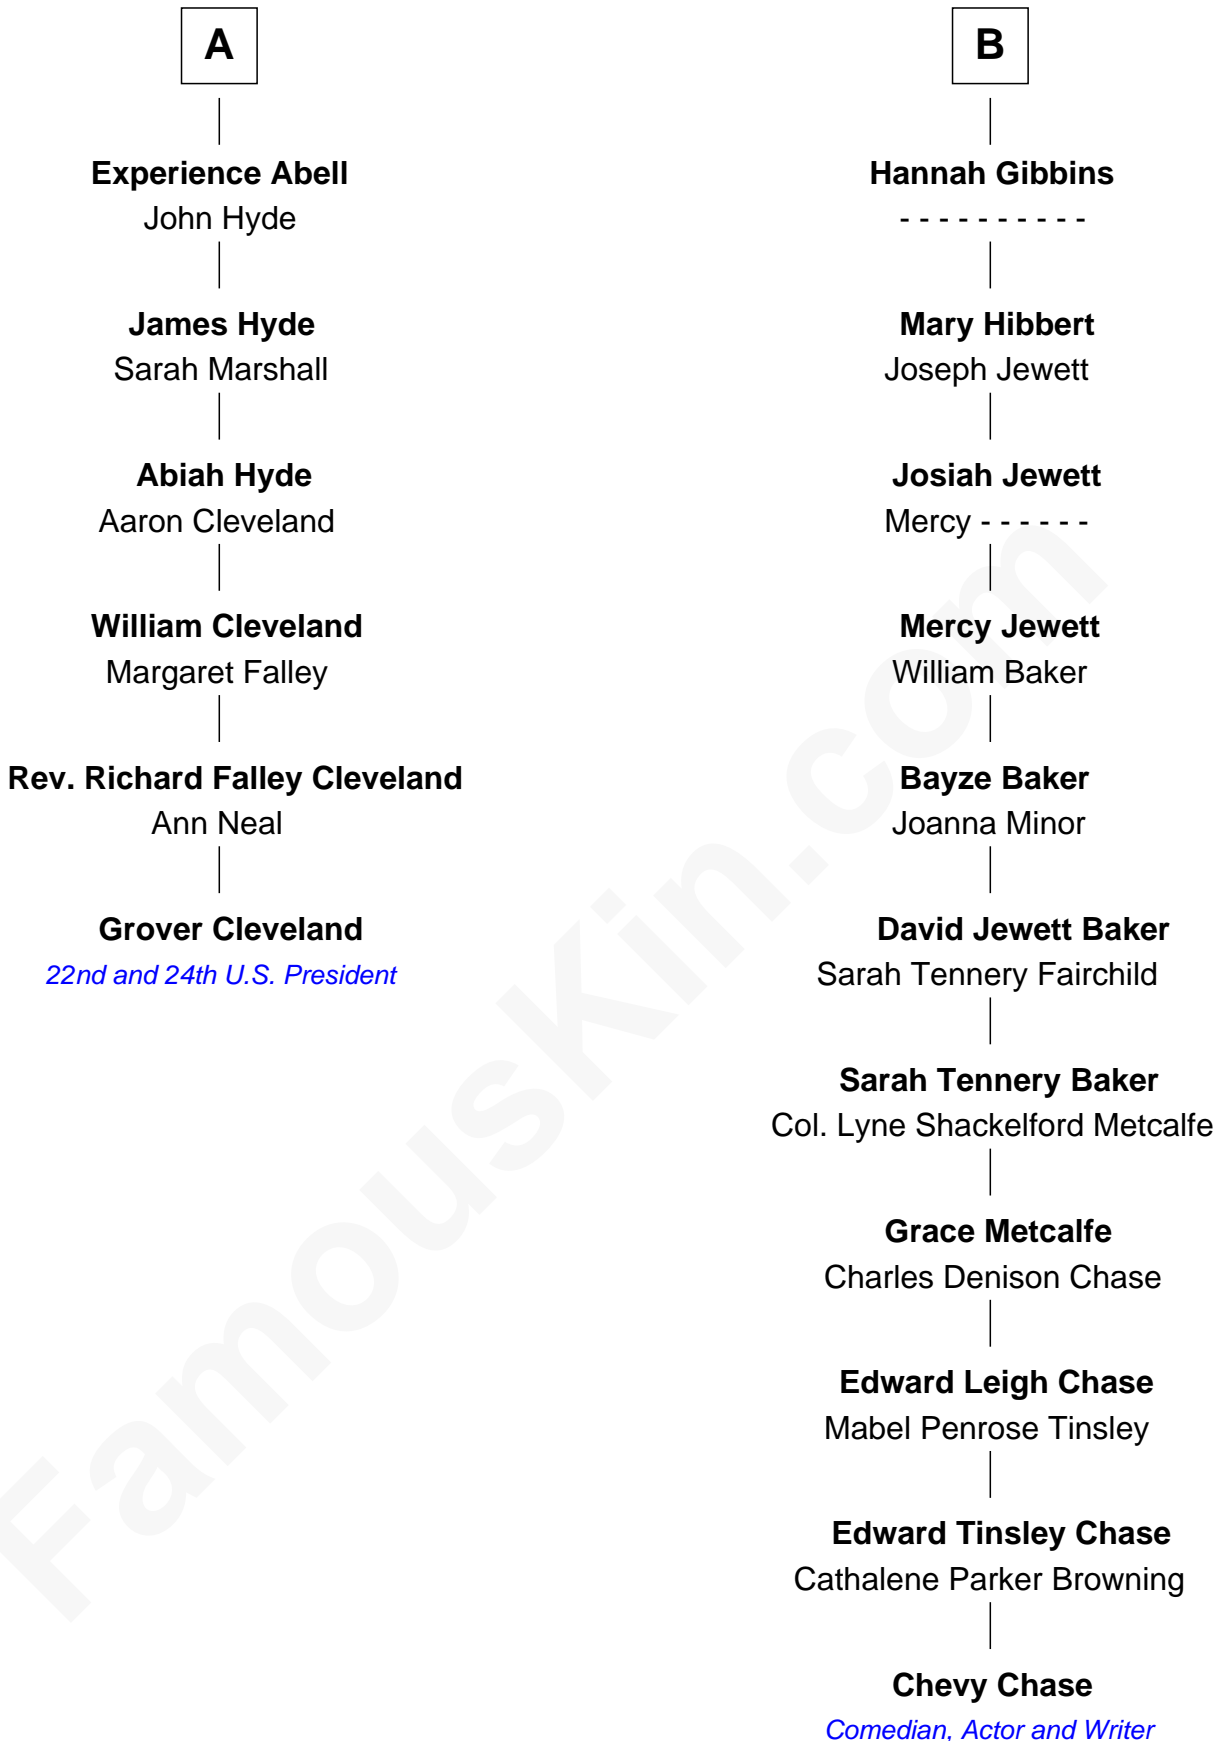 A
Experience Abell
John Hyde
James Hyde
Sarah Marshall
Abiah Hyde
Aaron Cleveland
William Cleveland
Margaret Falley
Rev. Richard Falley Cleveland
Ann Neal
Grover Cleveland
22nd and 24th U.S. President
B
Hannah Gibbins
- - - - - - - - - -
Mary Hibbert
Joseph Jewett
Josiah Jewett
Mercy - - - - - -
Mercy Jewett
William Baker
Bayze Baker
Joanna Minor
David Jewett Baker
Sarah Tennery Fairchild
Sarah Tennery Baker
Col. Lyne Shackelford Metcalfe
Grace Metcalfe
Charles Denison Chase
Edward Leigh Chase
Mabel Penrose Tinsley
Edward Tinsley Chase
Cathalene Parker Browning
Chevy Chase
Comedian, Actor and Writer
FamousKin.com